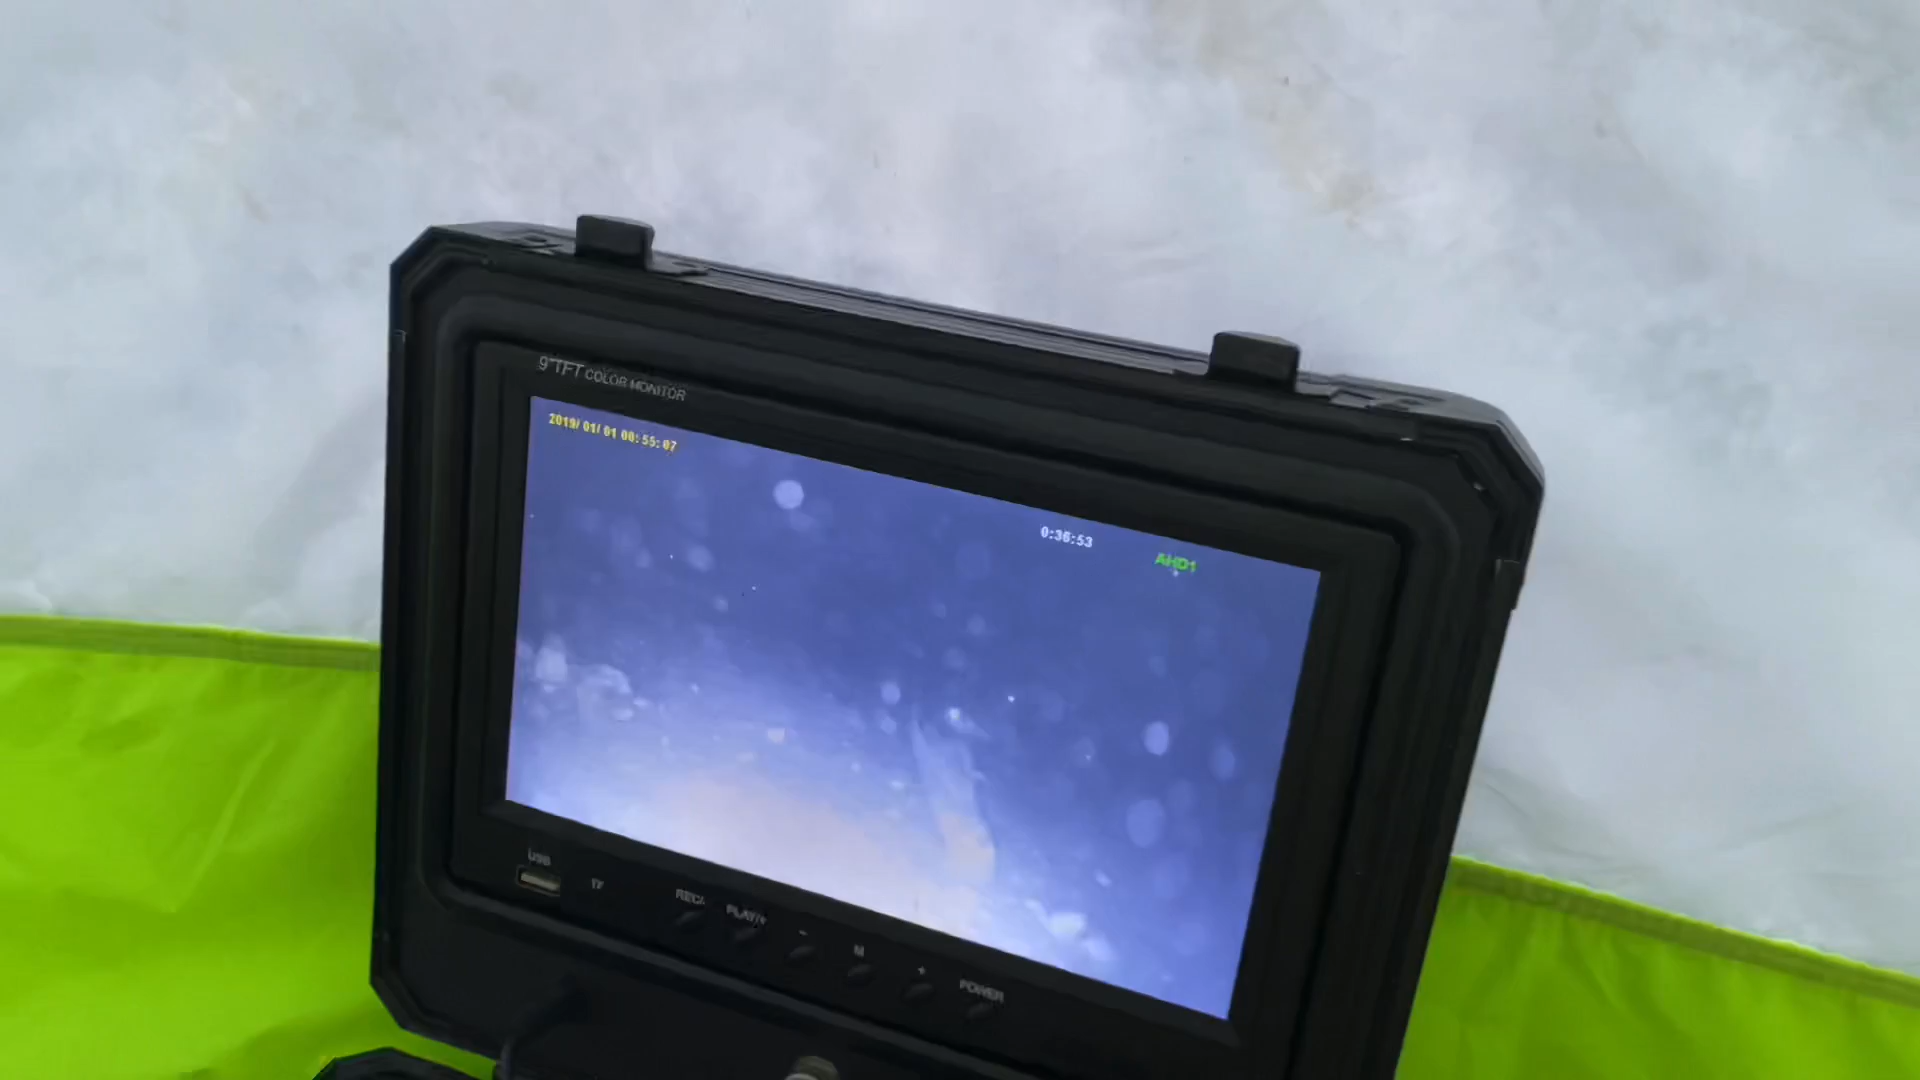 9"TFT COLOR MONITOR
2019/01/01 00:55:07
0:36:53
AHD1
USB
TF
REC/
PLAY/
-
M
+
POWER